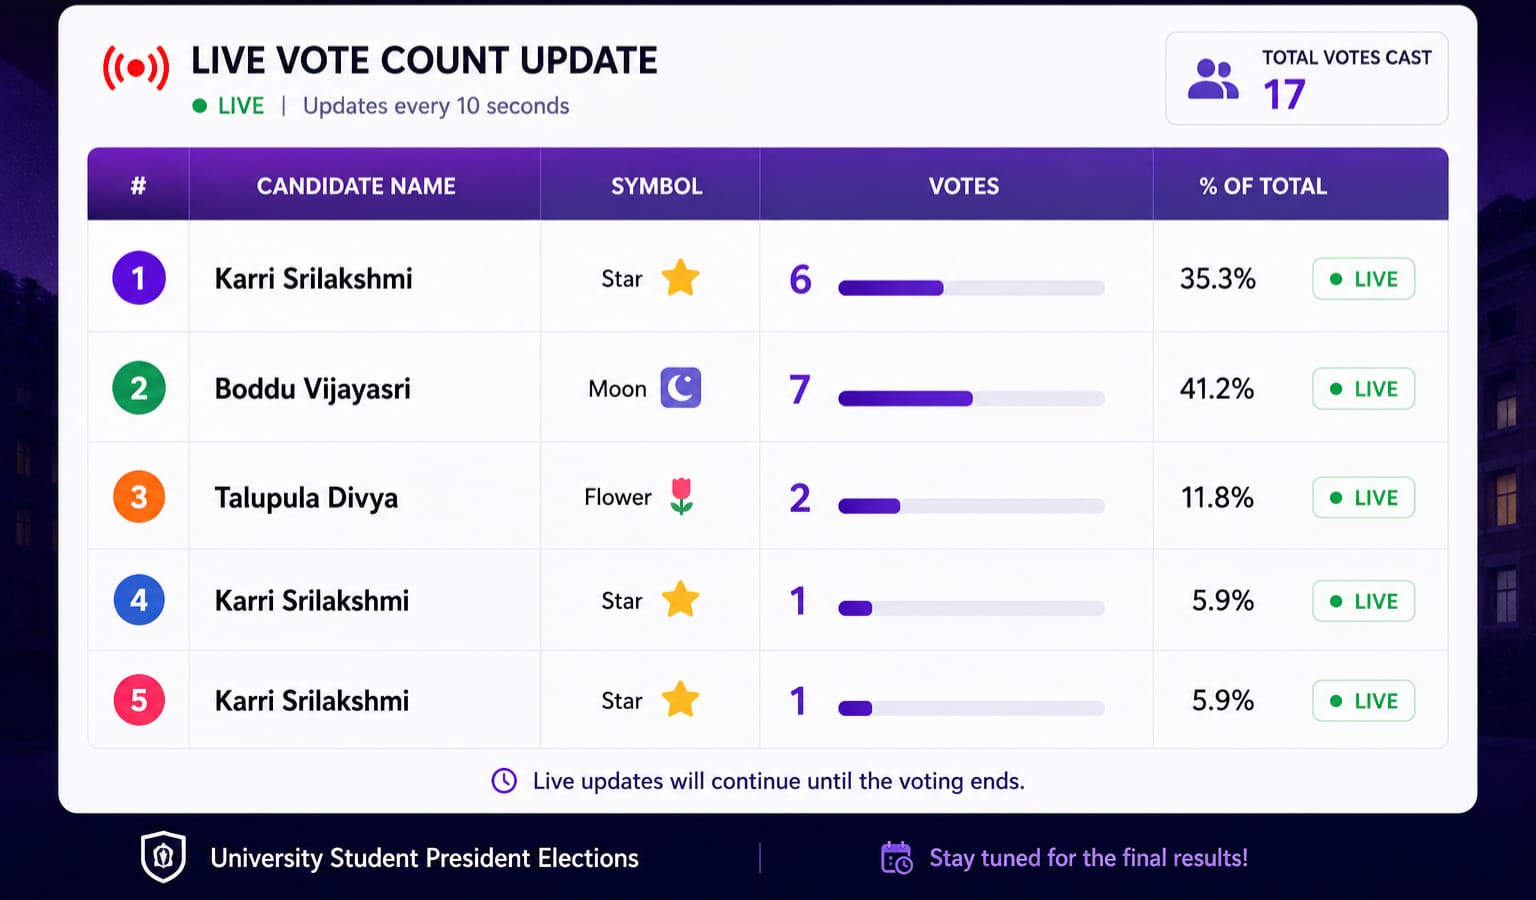 LIVE VOTE COUNT UPDATE
LIVE | Updates every 10 seconds
TOTAL VOTES CAST
17
# CANDIDATE NAME SYMBOL VOTES % OF TOTAL
1 Karri Srilakshmi Star 6 35.3% LIVE
2 Boddu Vijayasri Moon 7 41.2% LIVE
3 Talupula Divya Flower 2 11.8% LIVE
4 Karri Srilakshmi Star 1 5.9% LIVE
5 Karri Srilakshmi Star 1 5.9% LIVE
Live updates will continue until the voting ends.
University Student President Elections | Stay tuned for the final results!